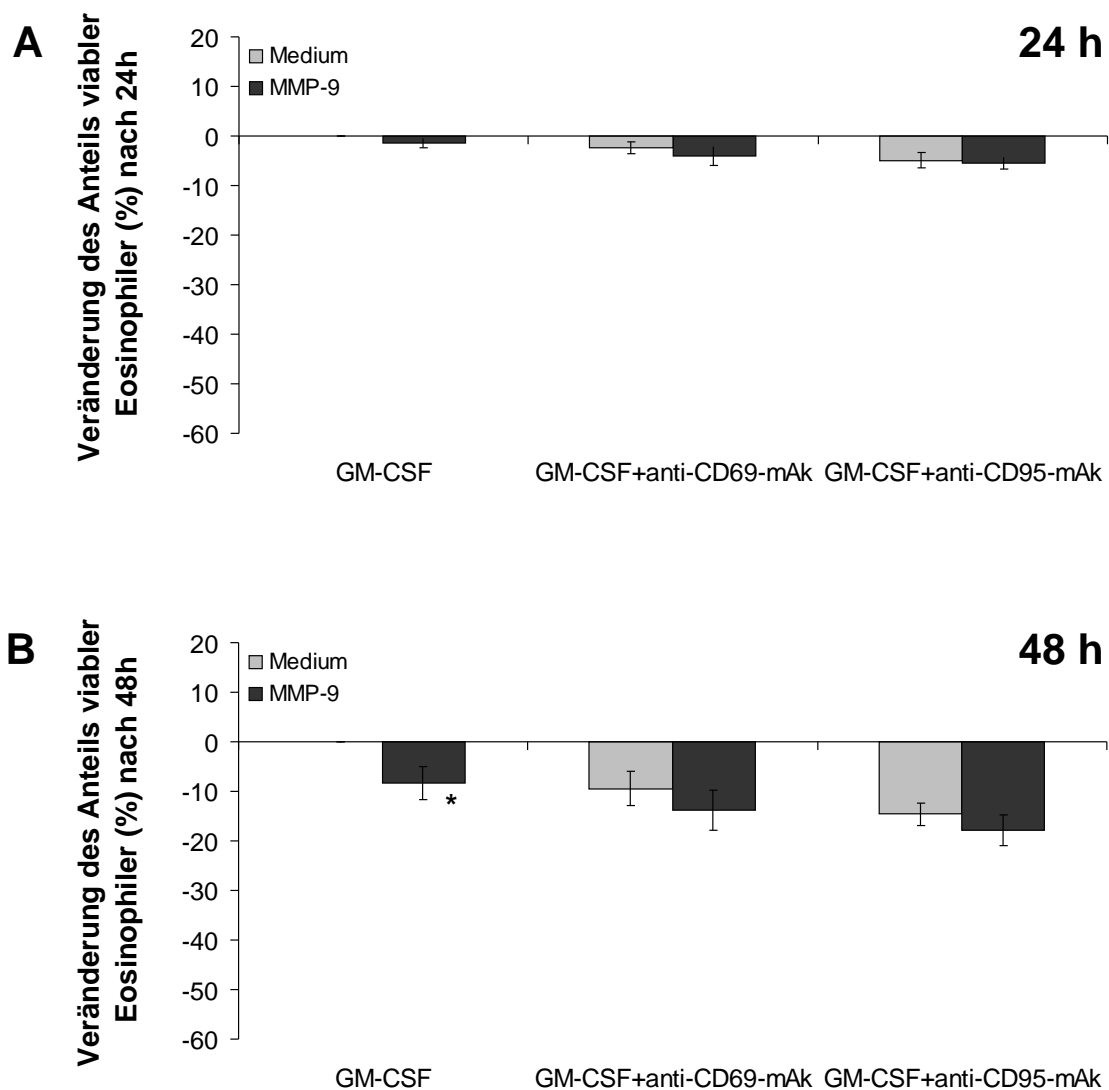 A
24 h
Veränderung des Anteils viabler
Eosinophiler (%) nach 24h
Medium
MMP-9
20
10
0
-10
-20
-30
-40
-50
-60
GM-CSF
GM-CSF+anti-CD69-mAk
GM-CSF+anti-CD95-mAk
B
48 h
Veränderung des Anteils viabler
Eosinophiler (%) nach 48h
Medium
MMP-9
20
10
0
-10
-20
-30
-40
-50
-60
*
GM-CSF
GM-CSF+anti-CD69-mAk
GM-CSF+anti-CD95-mAk